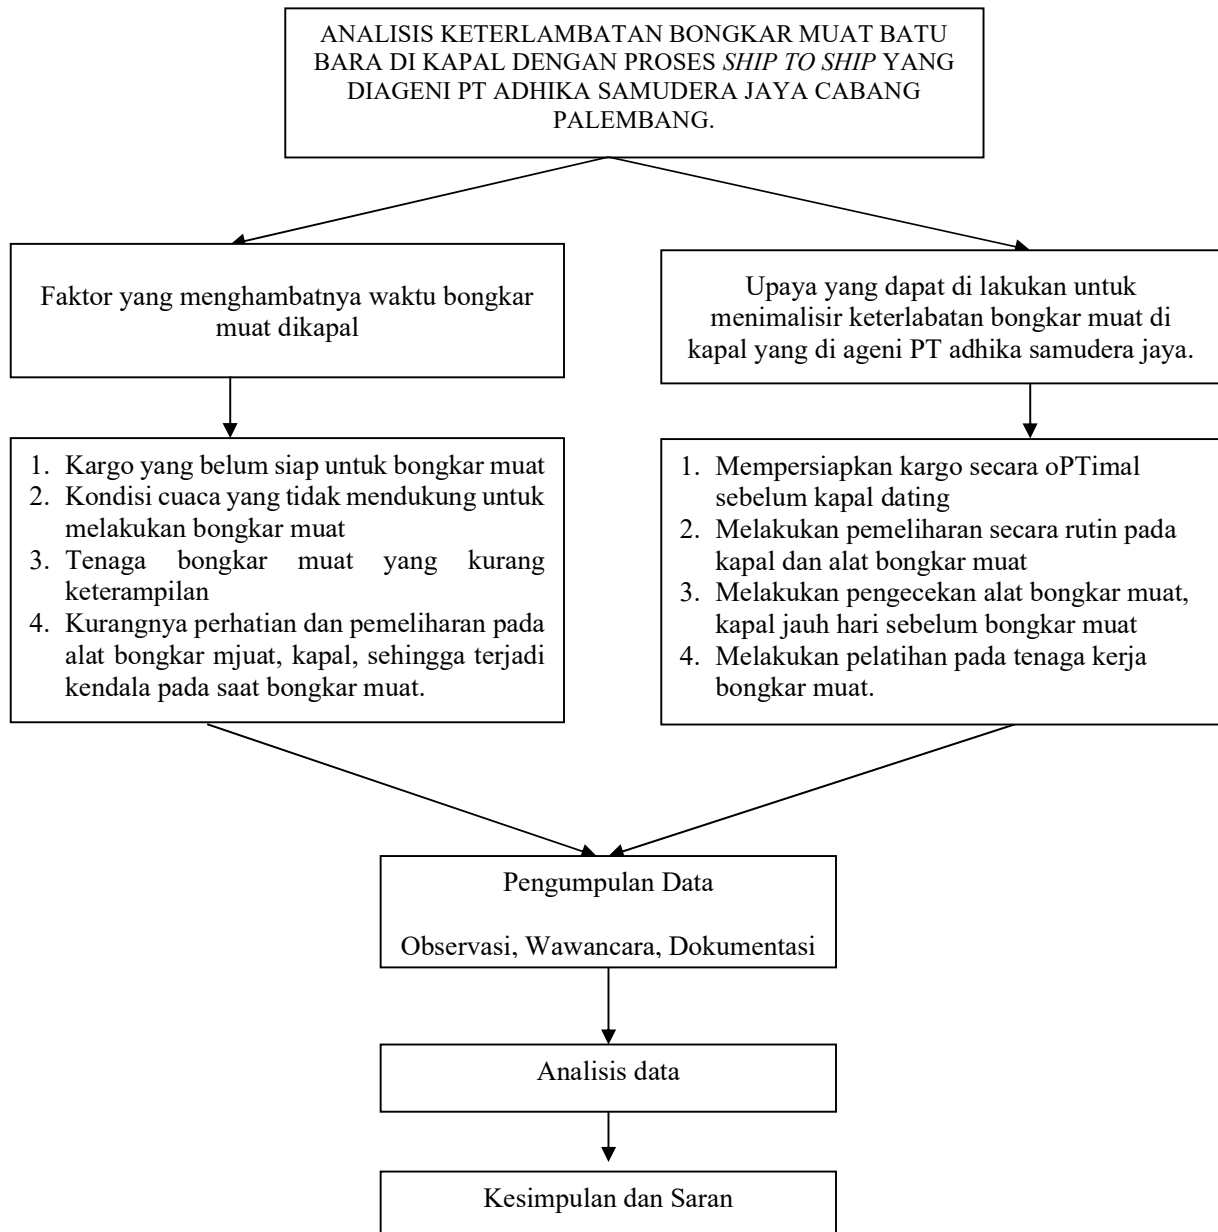 ANALISIS KETERLAMBATAN BONGKAR MUAT BATU
BARA DI KAPAL DENGAN PROSES SHIP TO SHIP YANG
DIAGENI PT ADHIKA SAMUDERA JAYA CABANG
PALEMBANG.
Faktor yang menghambatnya waktu bongkar
muat dikapal
Upaya yang dapat di lakukan untuk
menimalisir keterlabatan bongkar muat di
kapal yang di ageni PT adhika samudera jaya.
1. Kargo yang belum siap untuk bongkar muat
2. Kondisi cuaca yang tidak mendukung untuk
melakukan bongkar muat
3. Tenaga bongkar muat yang kurang
keterampilan
4. Kurangnya perhatian dan pemeliharan pada
alat bongkar mjuat, kapal, sehingga terjadi
kendala pada saat bongkar muat.
1. Mempersiapkan kargo secara oPTimal
sebelum kapal dating
2. Melakukan pemeliharan secara rutin pada
kapal dan alat bongkar muat
3. Melakukan pengecekan alat bongkar muat,
kapal jauh hari sebelum bongkar muat
4. Melakukan pelatihan pada tenaga kerja
bongkar muat.
Pengumpulan Data
Observasi, Wawancara, Dokumentasi
Analisis data
Kesimpulan dan Saran